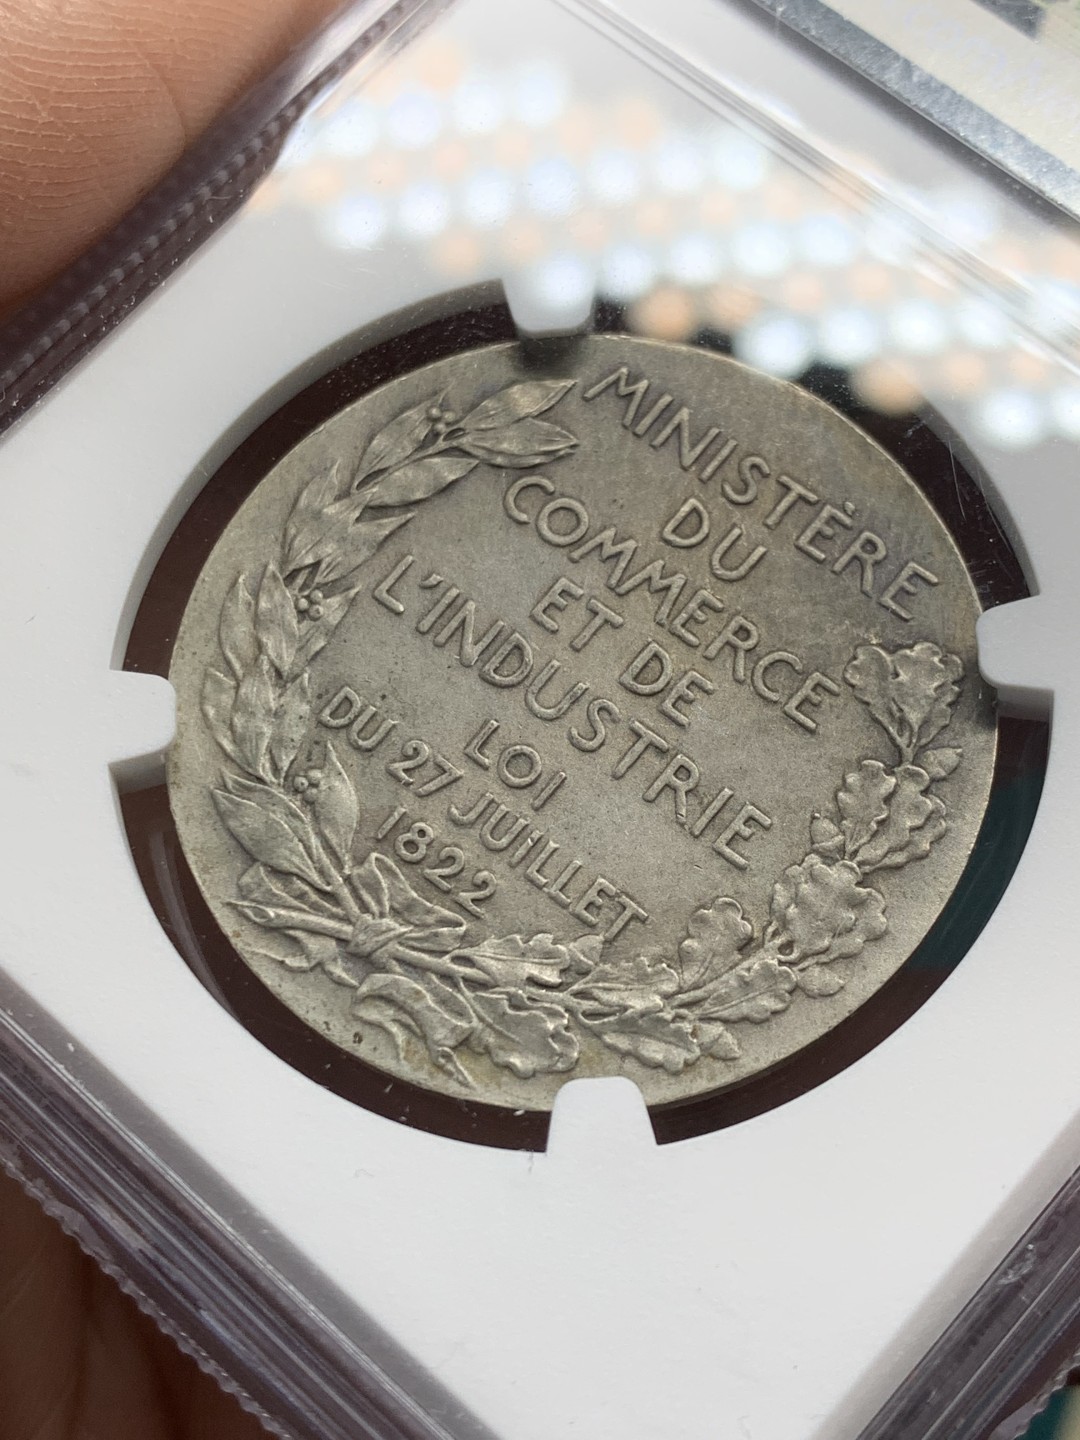 MINISTÈRE
DU
COMMERCE
ET DE
L'INDUSTRIE
LOI
DU 27 JUILLET
1822